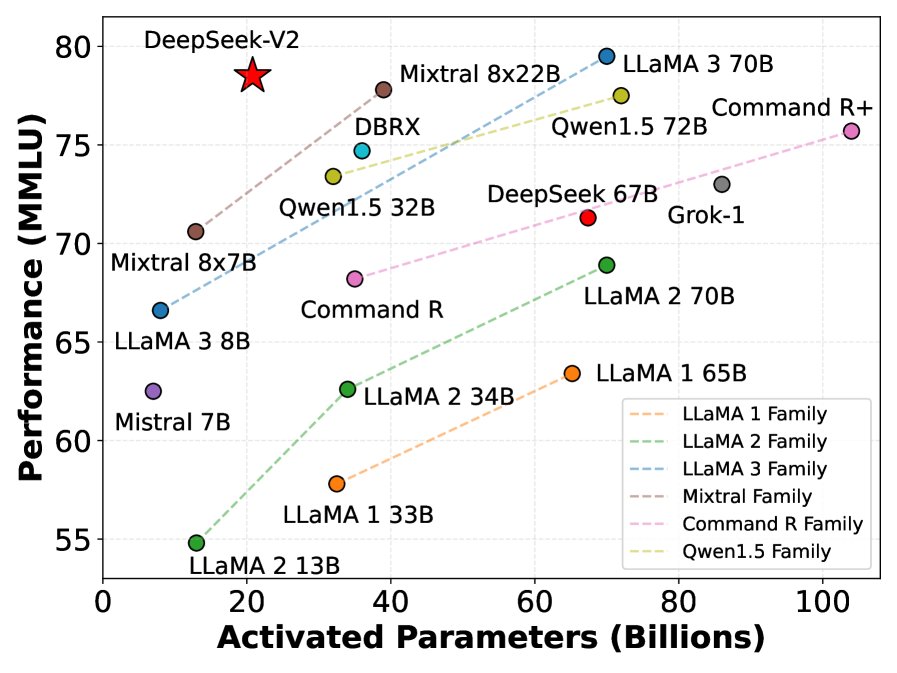 DeepSeek-V2
Mixtral 8x22B
LLaMA 3 70B
Command R+
DBRX
Qwen1.5 72B
Qwen1.5 32B
DeepSeek 67B
Grok-1
Mixtral 8x7B
Command R
LLaMA 2 70B
LLaMA 3 8B
LLaMA 1 65B
Mistral 7B
LLaMA 2 34B
LLaMA 1 33B
LLaMA 2 13B
LLaMA 1 Family
LLaMA 2 Family
LLaMA 3 Family
Mixtral Family
Command R Family
Qwen1.5 Family
80
75
70
65
60
55
Performance (MMLU)
0 20 40 60 80 100
Activated Parameters (Billions)